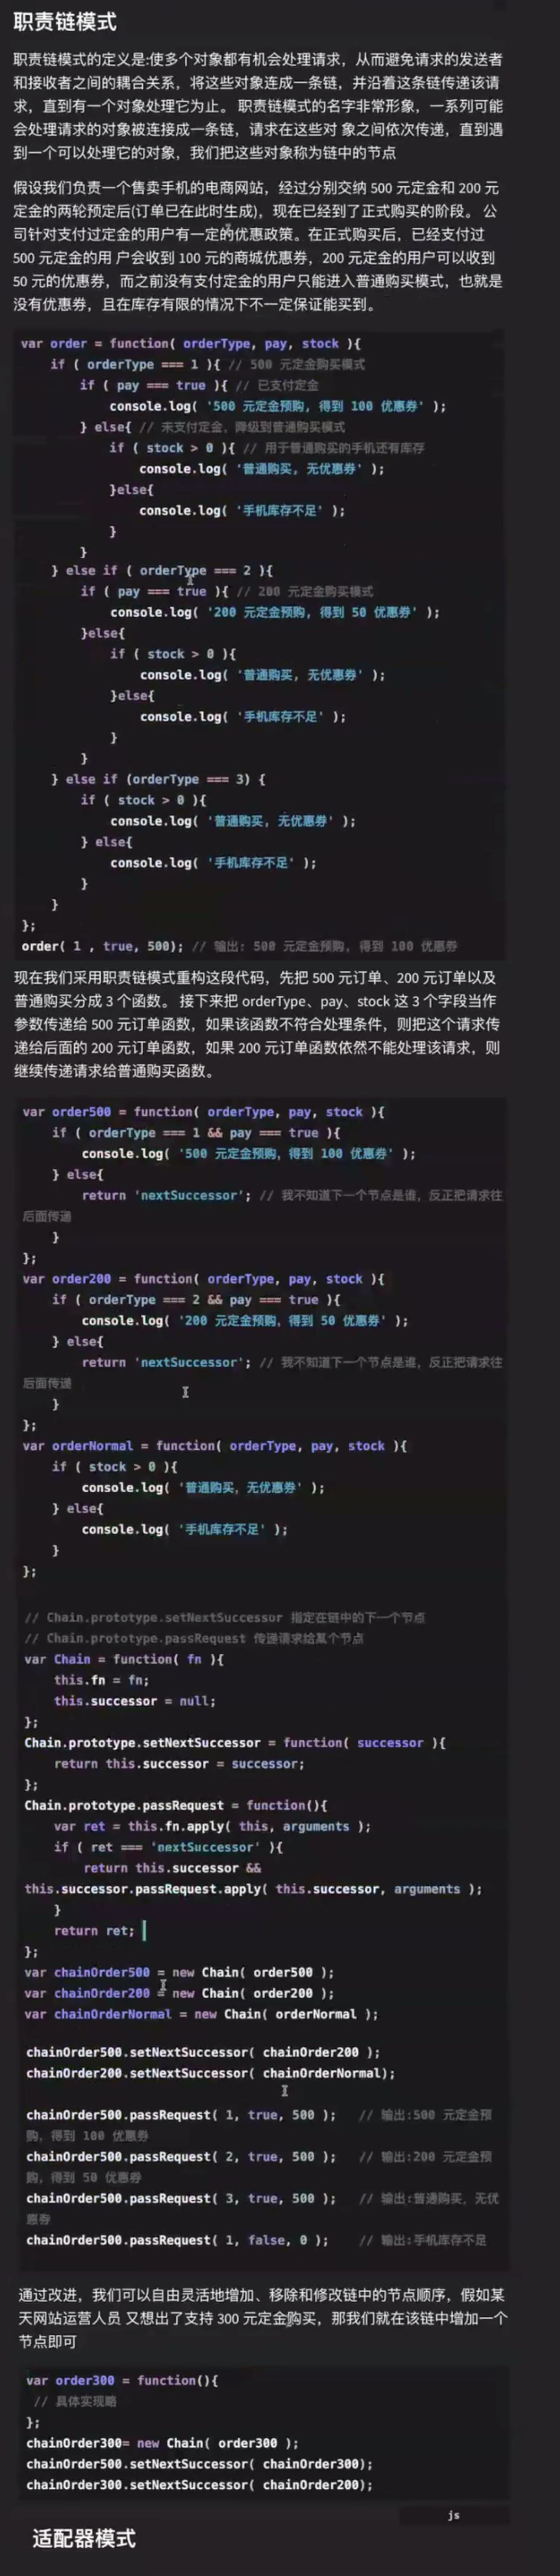 职责链模式
职责链模式的定义是:使多个对象都有机会处理请求，从而避免请求的发送者
和接收者之间的耦合关系，将这些对象连成一条链，并沿着这条链传递该请
求，直到有一个对象处理它为止。 职责链模式的名字非常形象，一系列可能
会处理请求的对象被连接成一条链，请求在这些对 象之间依次传递，直到遇
到一个可以处理它的对象，我们把这些对象称为链中的节点
假设我们负责一个售卖手机的电商网站，经过分别交纳 500 元定金和 200 元
定金的两轮预定后(订单已在此时生成)，现在已经到了正式购买的阶段。 公
司针对支付过定金的用户有一定的优惠政策。在正式购买后，已经支付过
500 元定金的用 户会收到 100 元的商城优惠券，200 元定金的用户可以收到
50 元的优惠券，而之前没有支付定金的用户只能进入普通购买模式，也就是
没有优惠券，且在库存有限的情况下不一定保证能买到。
var order = function( orderType, pay, stock ){
if ( orderType === 1 ){ // 500 元定金购买模式
if ( pay === true ){ // 已支付定金
console.log( '500 元定金预购, 得到 100 优惠券' );
} else{ // 未支付定金，降级到普通购买模式
if ( stock > 0 ){ // 用于普通购买的手机还有库存
console.log( '普通购买, 无优惠券' );
}else{
console.log( '手机库存不足' );
}
}
} else if ( orderType === 2 ){
if ( pay === true ){ // 200 元定金购买模式
console.log( '200 元定金预购, 得到 50 优惠券' );
}else{
if ( stock > 0 ){
console.log( '普通购买, 无优惠券' );
}else{
console.log( '手机库存不足' );
}
}
} else if (orderType === 3) {
if ( stock > 0 ){
console.log( '普通购买, 无优惠券' );
} else{
console.log( '手机库存不足' );
}
}
};
order( 1 , true, 500); // 输出: 500 元定金预购, 得到 100 优惠券
现在我们采用职责链模式重构这段代码，先把 500 元订单、200 元订单以及
普通购买分成 3 个函数。 接下来把 orderType、pay、stock 这 3 个字段当作
参数传递给 500 元订单函数，如果该函数不符合处理条件，则把这个请求传
递给后面的 200 元订单函数，如果 200 元订单函数依然不能处理该请求，则
继续传递请求给普通购买函数。
var order500 = function( orderType, pay, stock ){
if ( orderType === 1 && pay === true ){
console.log( '500 元定金预购，得到 100 优惠券' );
} else{
return 'nextSuccessor'; // 我不知道下一个节点是谁，反正把请求往
后面传递
}
};
var order200 = function( orderType, pay, stock ){
if ( orderType === 2 && pay === true ){
console.log( '200 元定金预购，得到 50 优惠券' );
} else{
return 'nextSuccessor'; // 我不知道下一个节点是谁，反正把请求往
后面传递
}
};
var orderNormal = function( orderType, pay, stock ){
if ( stock > 0 ){
console.log( '普通购买，无优惠券' );
} else{
console.log( '手机库存不足' );
}
};
// Chain.prototype.setNextSuccessor 指定在链中的下一个节点
// Chain.prototype.passRequest 传递请求给某个节点
var Chain = function( fn ){
this.fn = fn;
this.successor = null;
};
Chain.prototype.setNextSuccessor = function( successor ){
return this.successor = successor;
};
Chain.prototype.passRequest = function(){
var ret = this.fn.apply( this, arguments );
if ( ret === 'nextSuccessor' ){
return this.successor &&
this.successor.passRequest.apply( this.successor, arguments );
}
return ret;
};
var chainOrder500 = new Chain( order500 );
var chainOrder200 = new Chain( order200 );
var chainOrderNormal = new Chain( orderNormal );
chainOrder500.setNextSuccessor( chainOrder200 );
chainOrder200.setNextSuccessor( chainOrderNormal);
chainOrder500.passRequest( 1, true, 500 ); // 输出:500 元定金预
购，得到 100 优惠券
chainOrder500.passRequest( 2, true, 500 ); // 输出:200 元定金预
购，得到 50 优惠券
chainOrder500.passRequest( 3, true, 500 ); // 输出:普通购买，无优
惠券
chainOrder500.passRequest( 1, false, 0 ); // 输出:手机库存不足
通过改进，我们可以自由灵活地增加、移除和修改链中的节点顺序，假如某
天网站运营人员 又想出了支持 300 元定金购买，那我们就在该链中增加一个
节点即可
var order300 = function(){
// 具体实现略
};
chainOrder300= new Chain( order300 );
chainOrder500.setNextSuccessor( chainOrder300);
chainOrder300.setNextSuccessor( chainOrder200);
js
适配器模式